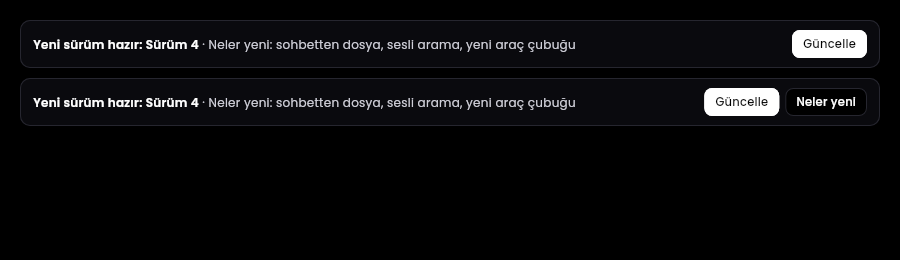 Yeni sürüm hazır: Sürüm 4 · Neler yeni: sohbetten dosya, sesli arama, yeni araç çubuğu Güncelle
Yeni sürüm hazır: Sürüm 4 · Neler yeni: sohbetten dosya, sesli arama, yeni araç çubuğu Güncelle Neler yeni